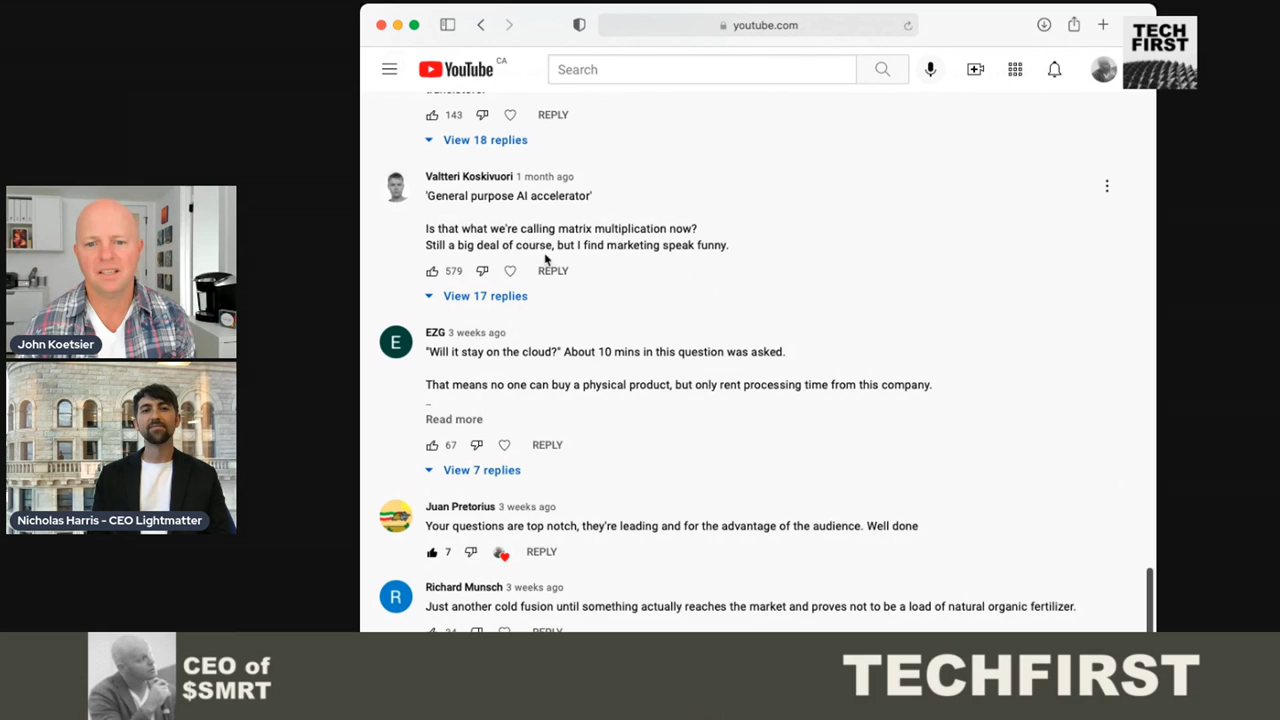 youtube.com
TECH
FIRST
YouTube CA
Search
143
REPLY
View 18 replies
Valtteri Koskivuori 1 month ago
'General purpose AI accelerator'
Is that what we're calling matrix multiplication now?
Still a big deal of course, but I find marketing speak funny.
579
REPLY
View 17 replies
E
EZG 3 weeks ago
"Will it stay on the cloud?" About 10 mins in this question was asked.
That means no one can buy a physical product, but only rent processing time from this company.
Read more
67
REPLY
View 7 replies
Juan Pretorius 3 weeks ago
Your questions are top notch, they're leading and for the advantage of the audience. Well done
7
REPLY
R
Richard Munsch 3 weeks ago
Just another cold fusion until something actually reaches the market and proves not to be a load of natural organic fertilizer.
John Koetsier
Nicholas Harris - CEO Lightmatter
CEO of
$SMRT
TECHFIRST